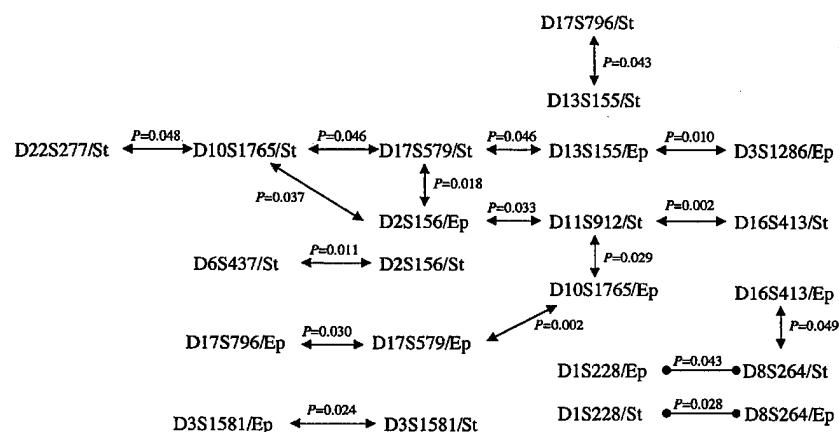 D17S796/St
P=0.043
D13S155/St
P=0.048 P=0.046 P=0.046 P=0.010
D22S277/St D10S1765/St D17S579/St D13S155/Ep D3S1286/Ep
P=0.037 P=0.018
P=0.033 P=0.002
D2S156/Ep D11S912/St D16S413/St
P=0.011 P=0.029
D6S437/St D2S156/St
D10S1765/Ep D16S413/Ep
P=0.030 P=0.002 P=0.049
D17S796/Ep D17S579/Ep
P=0.043
D1S228/Ep D8S264/St
P=0.024 P=0.028
D1S228/St D8S264/Ep
D3S1581/Ep D3S1581/St